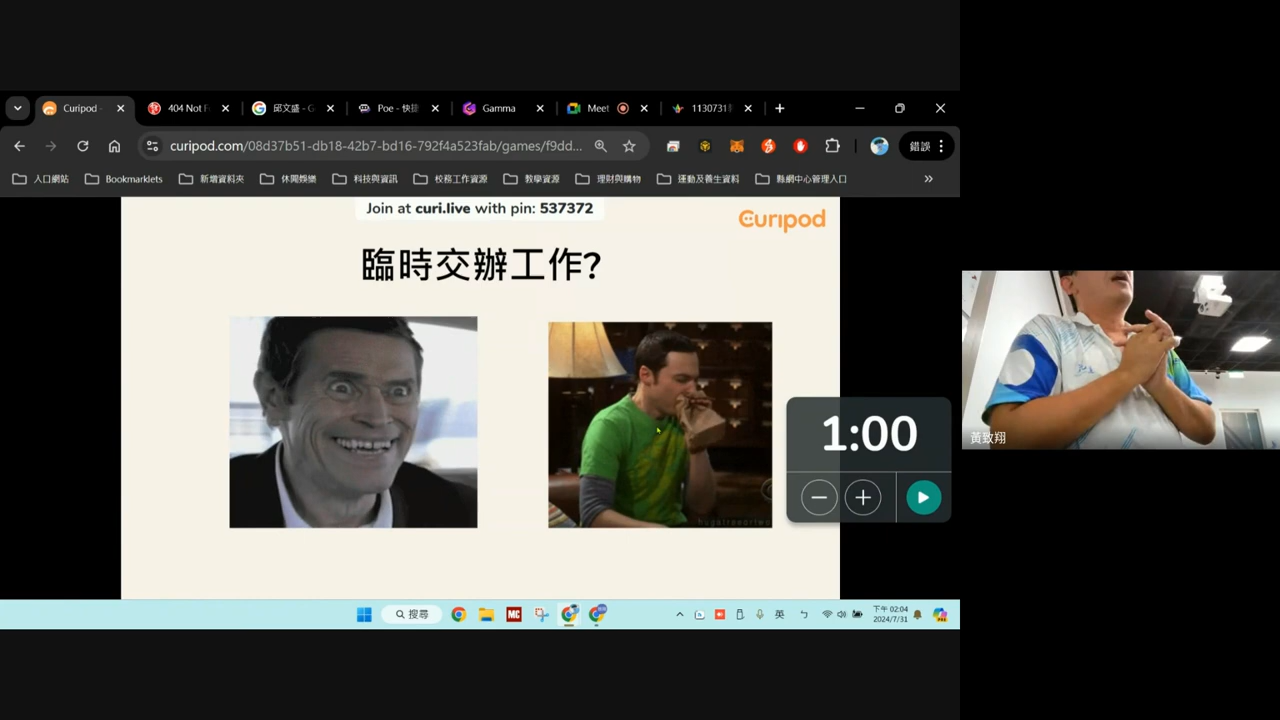 Curipod -
404 Not F
邱文盛 - G
Poe - 快捷
Gamma
Meet
1130731
curipod.com/08d37b51-db18-42b7-bd16-792f4a523fab/games/f9dd...
錯誤
入口網站
Bookmarklets
新增資料夾
休閒娛樂
科技與資訊
校務工作資源
教學資源
理財與購物
運動及養生資料
縣網中心管理入口
Join at curi.live with pin: 537372
Curipod
臨時交辦工作?
1:00
黃致翔
搜尋
MC
英
下午 02:04
2024/7/31